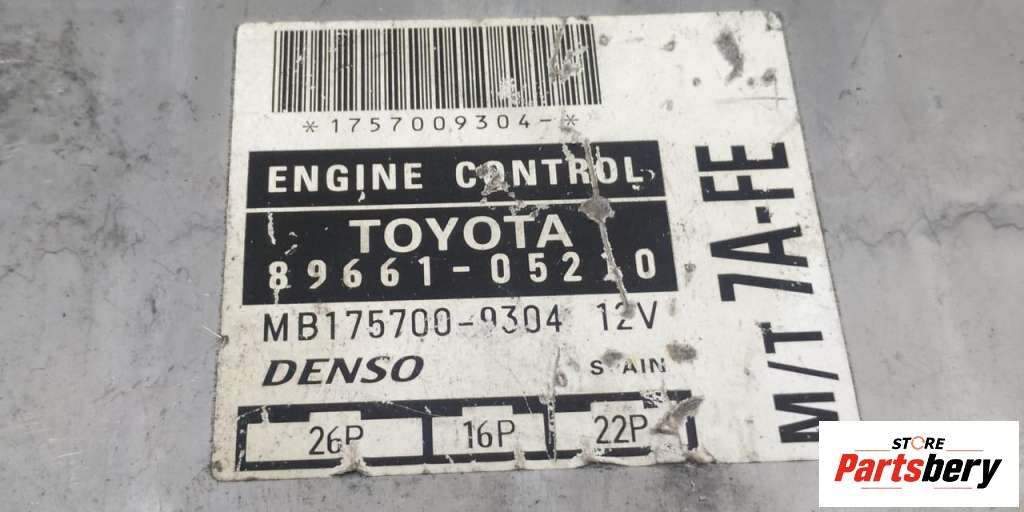 *1757009304-*
ENGINE CONTROL
TOYOTA
89661-05210
MB175700-9304 12V
DENSO SPAIN
26P 16P 22P
M/T 7A-FE
STORE
Partsbery